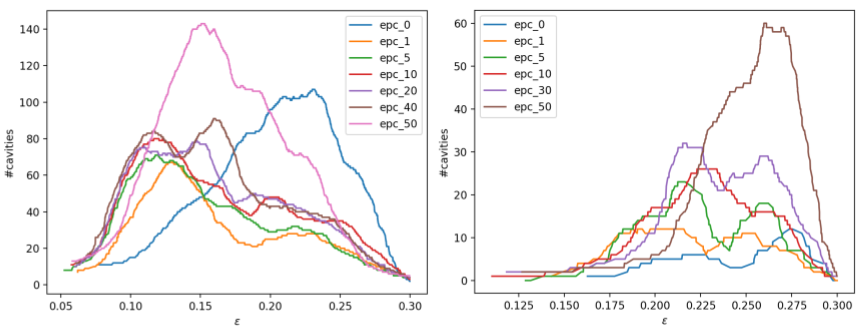 140
120
100
80
60
40
20
0
#cavities
0.05
0.10
0.15
0.20
0.25
0.30
ε
epc_0
epc_1
epc_5
epc_10
epc_20
epc_40
epc_50
60
50
40
30
20
10
0
#cavities
0.125
0.150
0.175
0.200
0.225
0.250
0.275
0.300
ε
epc_0
epc_1
epc_5
epc_10
epc_30
epc_50